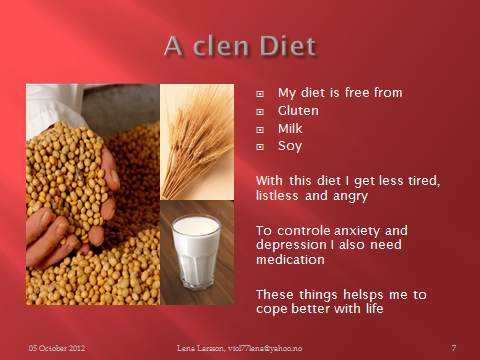 A clen Diet
My diet is free from
Gluten
Milk
Soy
With this diet I get less tired,
listless and angry
To controle anxiety and
depression I also need
medication
These things helsps me to
cope better with life
05 October 2012
Lena Larsson, viol77lena@yahoo.no
7